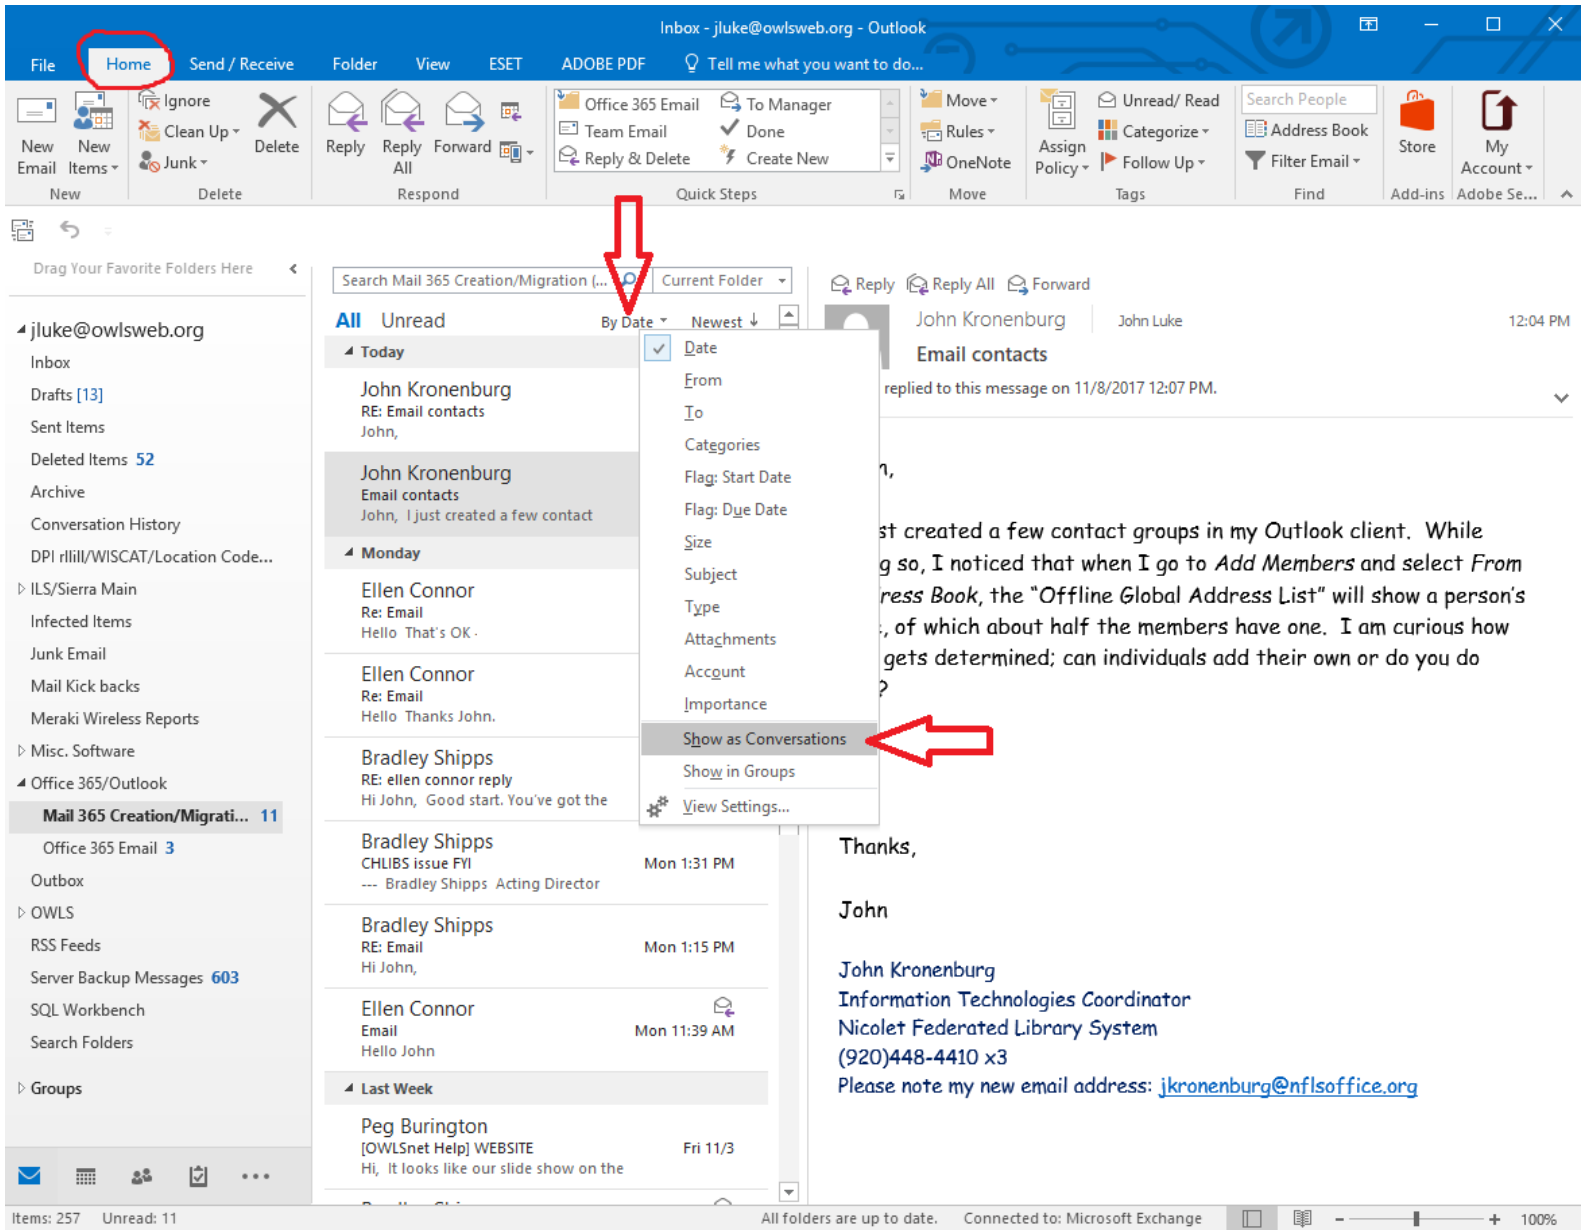 Inbox - jluke@owlsweb.org - Outlook
File Home Send / Receive Folder View ESET ADOBE PDF Tell me what you want to do...
New Email
New Items
New
Ignore
Clean Up
Junk
Delete
Delete
Reply
Reply All
Forward
Respond
Office 365 Email
Team Email
Reply & Delete
To Manager
Done
Create New
Quick Steps
Move
Rules
OneNote
Move
Assign Policy
Unread/ Read
Categorize
Follow Up
Tags
Search People
Address Book
Filter Email
Find
Store
Add-ins
My Account
Adobe Se...
Drag Your Favorite Folders Here
jluke@owlsweb.org
Inbox
Drafts [13]
Sent Items
Deleted Items 52
Archive
Conversation History
DPI rllill/WISCAT/Location Code...
ILS/Sierra Main
Infected Items
Junk Email
Mail Kick backs
Meraki Wireless Reports
Misc. Software
Office 365/Outlook
Mail 365 Creation/Migrati... 11
Office 365 Email 3
Outbox
OWLS
RSS Feeds
Server Backup Messages 603
SQL Workbench
Search Folders
Groups
Search Mail 365 Creation/Migration (...
Current Folder
All Unread
By Date Newest
Today
John Kronenburg
RE: Email contacts
John,
John Kronenburg
Email contacts
John, I just created a few contact
Monday
Ellen Connor
Re: Email
Hello That's OK -
Ellen Connor
Re: Email
Hello Thanks John.
Bradley Shipps
RE: ellen connor reply
Hi John, Good start. You've got the
Bradley Shipps
CHLIBS issue FYI Mon 1:31 PM
--- Bradley Shipps Acting Director
Bradley Shipps
RE: Email Mon 1:15 PM
Hi John,
Ellen Connor
Email Mon 11:39 AM
Hello John
Last Week
Peg Burington
[OWLSnet Help] WEBSITE Fri 11/3
Hi, It looks like our slide show on the
Date
From
To
Categories
Flag: Start Date
Flag: Due Date
Size
Subject
Type
Attachments
Account
Importance
Show as Conversations
Show in Groups
View Settings...
Reply Reply All Forward
John Kronenburg John Luke 12:04 PM
Email contacts
replied to this message on 11/8/2017 12:07 PM.
n,
st created a few contact groups in my Outlook client. While
g so, I noticed that when I go to Add Members and select From
ress Book, the “Offline Global Address List” will show a person's
, of which about half the members have one. I am curious how
gets determined; can individuals add their own or do you do
?
Thanks,
John
John Kronenburg
Information Technologies Coordinator
Nicolet Federated Library System
(920)448-4410 x3
Please note my new email address: jkronenburg@nflsoffice.org
Items: 257 Unread: 11 All folders are up to date. Connected to: Microsoft Exchange 100%